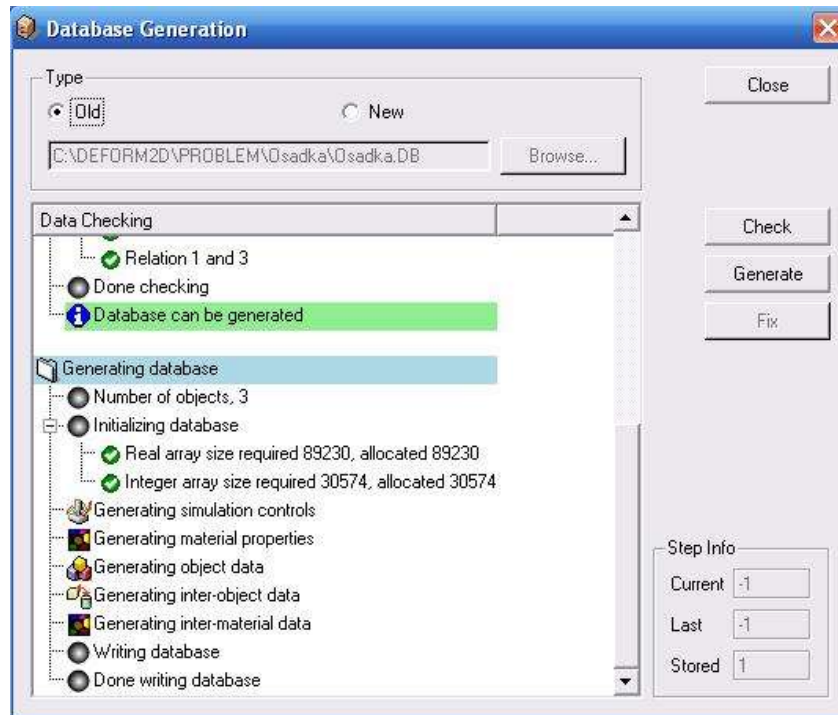 Database Generation
Type
Old
New
C:\DEFORM2D\PROBLEM\Osadka\Osadka.DB
Browse...
Close
Data Checking
Relation 1 and 3
Done checking
Database can be generated
Check
Generate
Fix
Generating database
Number of objects, 3
Initializing database
Real array size required 89230, allocated 89230
Integer array size required 30574, allocated 30574
Generating simulation controls
Generating material properties
Generating object data
Generating inter-object data
Generating inter-material data
Writing database
Done writing database
Step Info
Current -1
Last -1
Stored 1